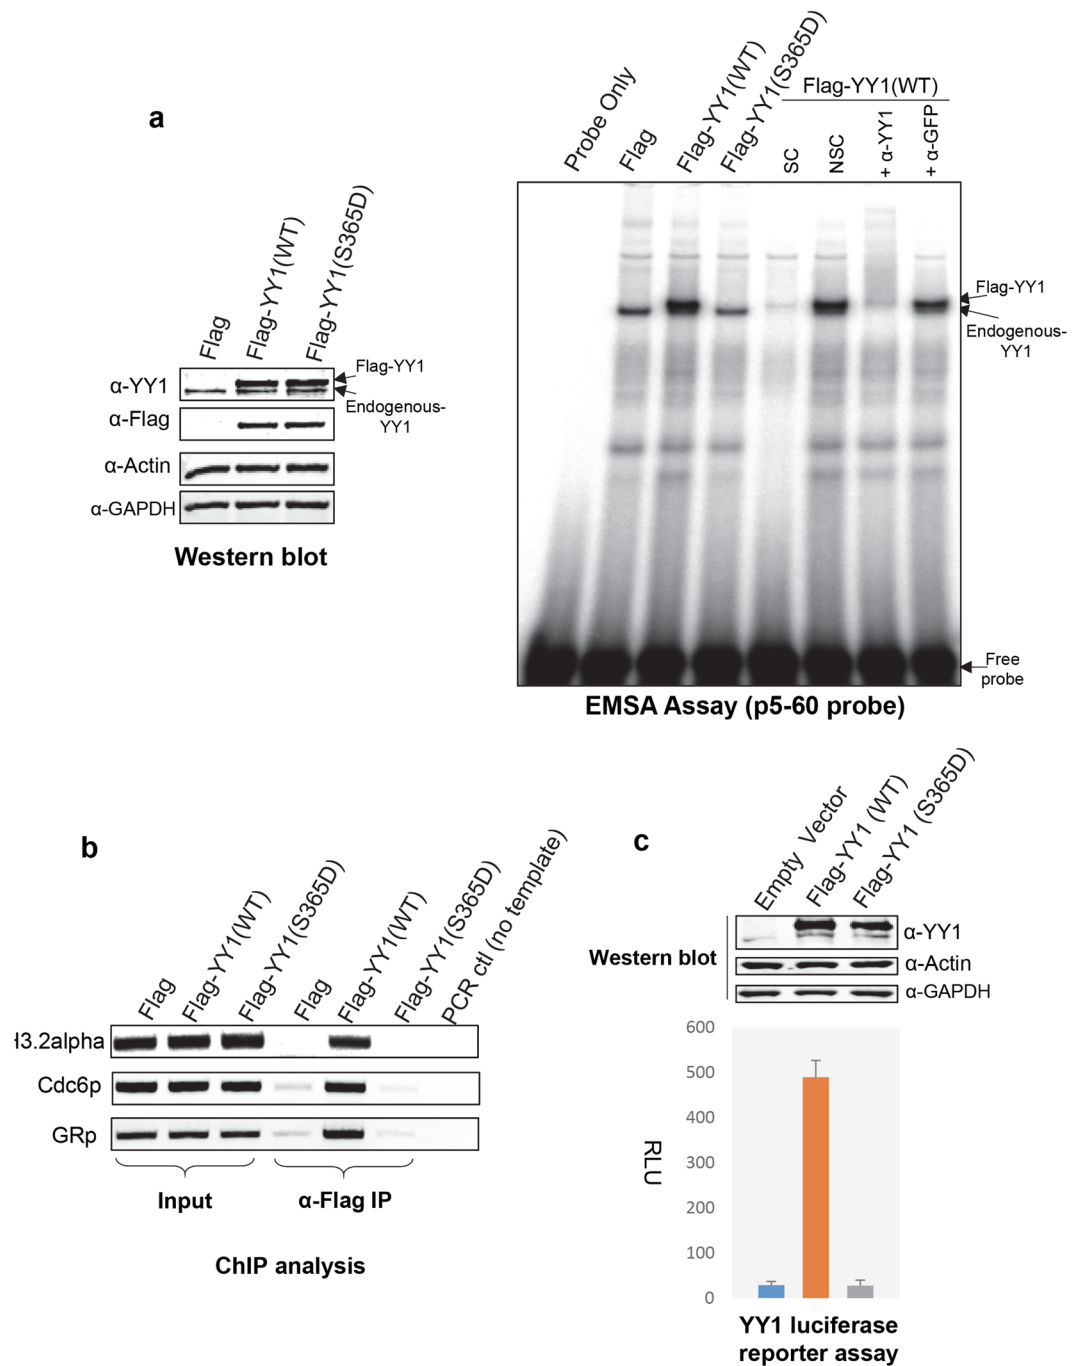 a
Flag
Flag-YY1(WT)
Flag-YY1(S365D)
α-YY1
Flag-YY1
Endogenous-
YY1
α-Flag
α-Actin
α-GAPDH
Western blot
Probe Only
Flag
Flag-YY1(WT)
Flag-YY1(S365D)
Flag-YY1(WT)
SC
NSC
+ α-YY1
+ α-GFP
Flag-YY1
Endogenous-
YY1
Free
probe
EMSA Assay (p5-60 probe)
b
Flag
Flag-YY1(WT)
Flag-YY1(S365D)
Flag
Flag-YY1(WT)
Flag-YY1(S365D)
PCR ctl (no template)
H3.2alpha
Cdc6p
GRp
Input
α-Flag IP
ChIP analysis
c
Empty Vector
Flag-YY1 (WT)
Flag-YY1 (S365D)
Western blot
α-YY1
α-Actin
α-GAPDH
RLU
600
500
400
300
200
100
0
YY1 luciferase
reporter assay